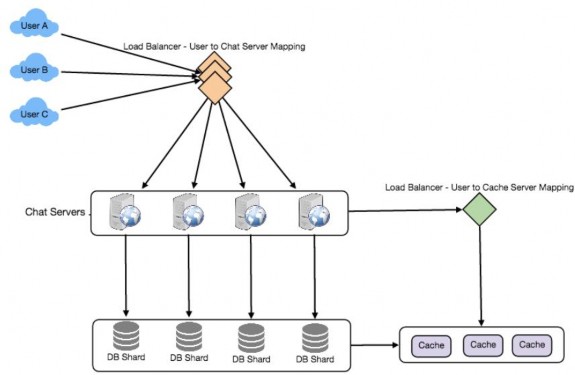 User A
Load Balancer - User to Chat Server Mapping
User B
User C
Load Balancer - User to Cache Server Mapping
Chat Servers
DB Shard
DB Shard
DB Shard
DB Shard
Cache
Cache
Cache